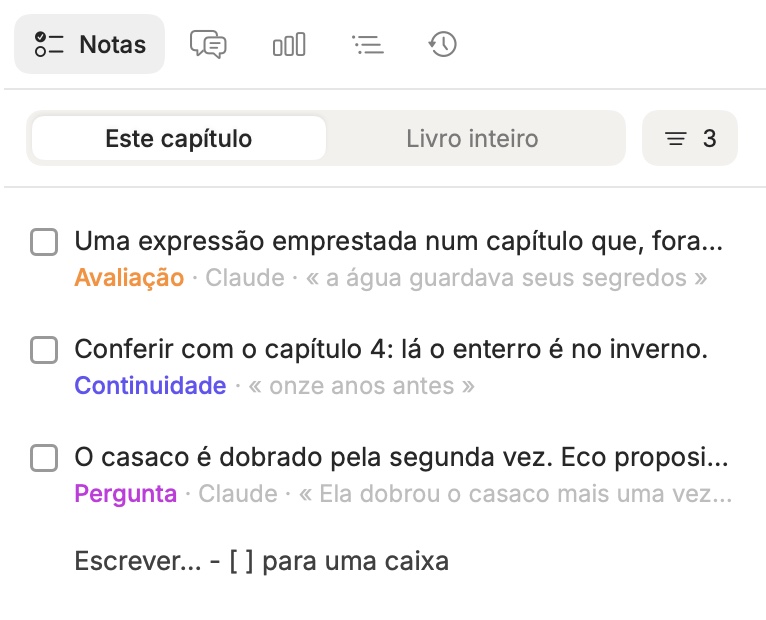 Notas
Este capítulo
Livro inteiro
3
Uma expressão emprestada num capítulo que, fora...
Avaliação · Claude · « a água guardava seus segredos »
Conferir com o capítulo 4: lá o enterro é no inverno.
Continuidade · « onze anos antes »
O casaco é dobrado pela segunda vez. Eco proposi...
Pergunta · Claude · « Ela dobrou o casaco mais uma vez...
Escrever... - [ ] para uma caixa